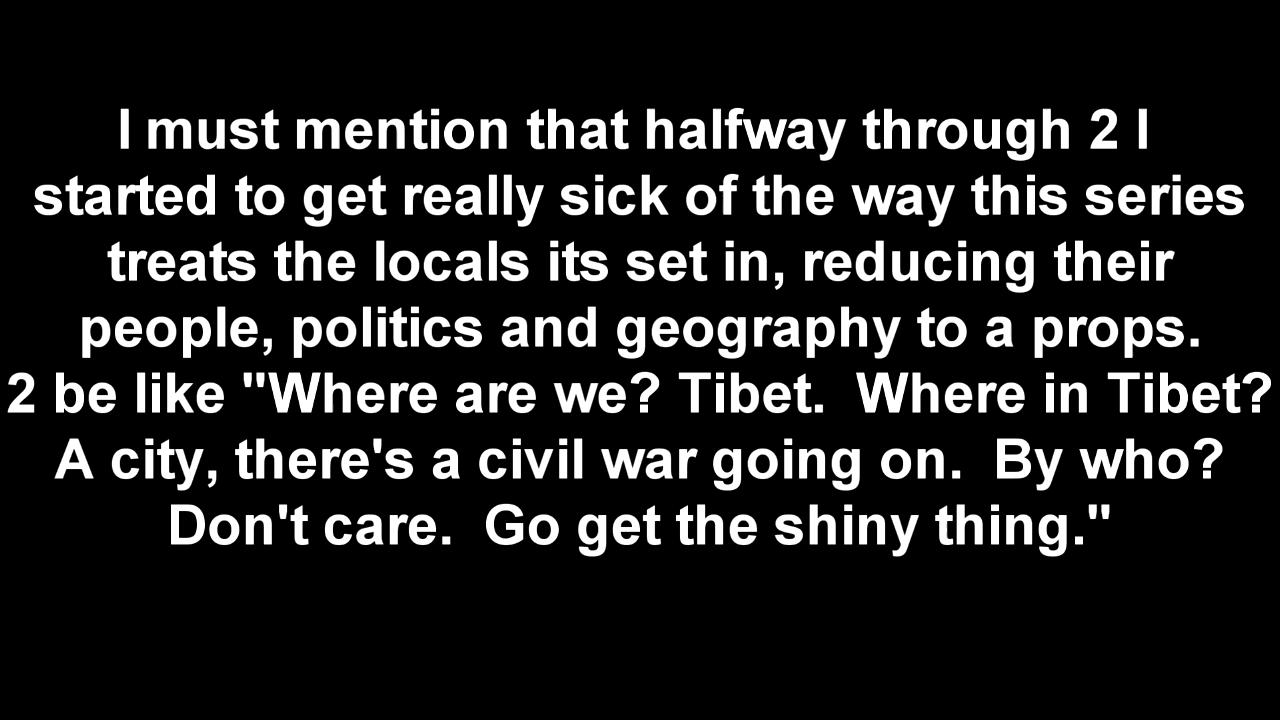 I must mention that halfway through 2 I
started to get really sick of the way this series
treats the locals its set in, reducing their
people, politics and geography to a props.
2 be like "Where are we? Tibet.  Where in Tibet?
A city, there's a civil war going on.  By who?
Don't care.  Go get the shiny thing."